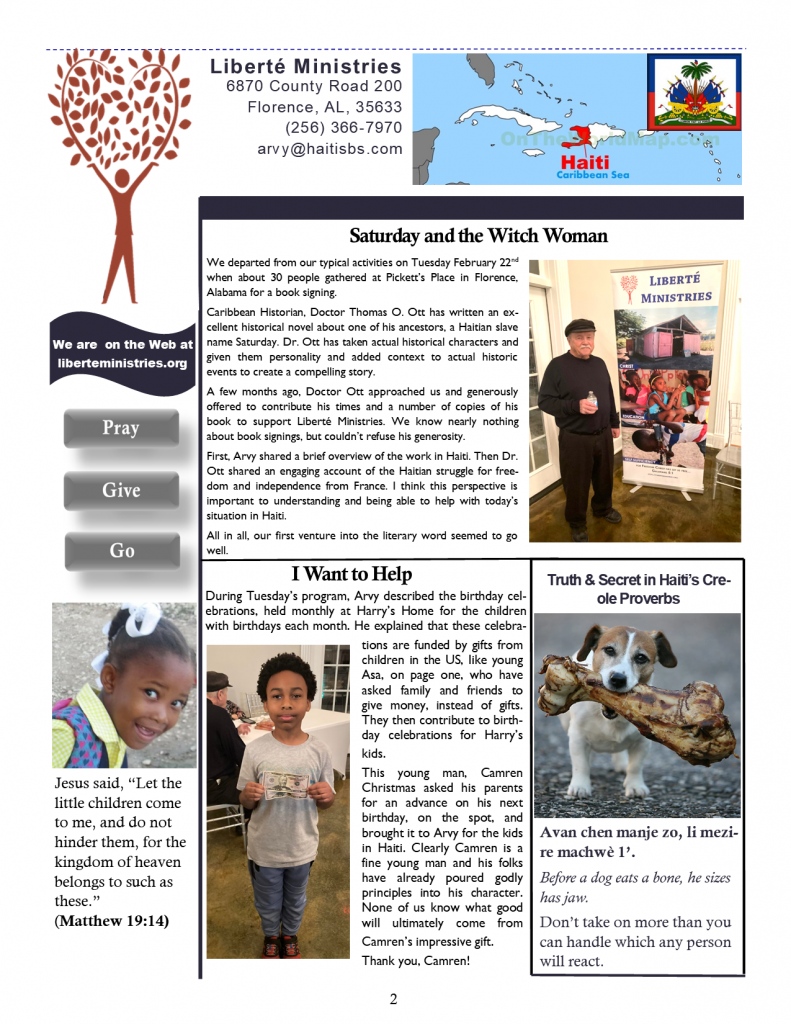 Liberté Ministries
6870 County Road 200
Florence, AL, 35633
(256) 366-7970
arvy@haitisbs.com
Haiti
Caribbean Sea
We are on the Web at
liberteministries.org
Pray
Give
Go
Jesus said, “Let the
little children come
to me, and do not
hinder them, for the
kingdom of heaven
belongs to such as
these.”
(Matthew 19:14)
Saturday and the Witch Woman
We departed from our typical activities on Tuesday February 22nd
when about 30 people gathered at Pickett’s Place in Florence,
Alabama for a book signing.
Caribbean Historian, Doctor Thomas O. Ott has written an ex-
cellent historical novel about one of his ancestors, a Haitian slave
name Saturday. Dr. Ott has taken actual historical characters and
given them personality and added context to actual historic
events to create a compelling story.
A few months ago, Doctor Ott approached us and generously
offered to contribute his times and a number of copies of his
book to support Liberté Ministries. We know nearly nothing
about book signings, but couldn’t refuse his generosity.
First, Arvy shared a brief overview of the work in Haiti. Then Dr.
Ott shared an engaging account of the Haitian struggle for free-
dom and independence from France. I think this perspective is
important to understanding and being able to help with today’s
situation in Haiti.
All in all, our first venture into the literary word seemed to go
well.
LIBERTÉ
MINISTRIES
CHRIST
EDUCATION
I Want to Help
During Tuesday’s program, Arvy described the birthday cel-
ebrations, held monthly at Harry’s Home for the children
with birthdays each month. He explained that these celebra-
tions are funded by gifts from
children in the US, like young
Asa, on page one, who have
asked family and friends to
give money, instead of gifts.
They then contribute to birth-
day celebrations for Harry’s
kids.
This young man, Camren
Christmas asked his parents
for an advance on his next
birthday, on the spot, and
brought it to Arvy for the kids
in Haiti. Clearly Camren is a
fine young man and his folks
have already poured godly
principles into his character.
None of us know what good
will ultimately come from
Camren’s impressive gift.
Thank you, Camren!
Truth & Secret in Haiti’s Cre-
ole Proverbs
Avan chen manje zo, li mezi-
re machwè 1’.
Before a dog eats a bone, he sizes
has jaw.
Don’t take on more than you
can handle which any person
will react.
2